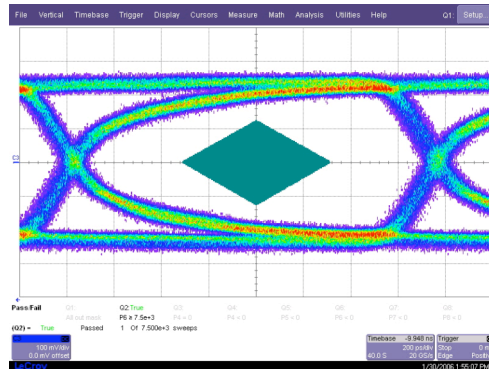 File Vertical Timebase Trigger Display Cursors Measure Math Analysis Utilities Help Q1: Setup...
Pass/Fail Q1: Q2:True Q3: Q4: Q5: Q6: Q7: Q8:
All out mask P6 ≥ 7.5e+3 P4 = 0 P4 = 0 P5 = 0 P6 = 0 P7 = 0 P8 = 0
(Q2) = True Passed 1 Of 7.500e+3 sweeps
Timebase -9.948 ns Trigger
100 mV/div 200 ps/div Stop 0 m
0.0 mV offset 40.0 S 20 GS/s Edge Positi
LeCroy 1/30/2006 1:55:07 PM